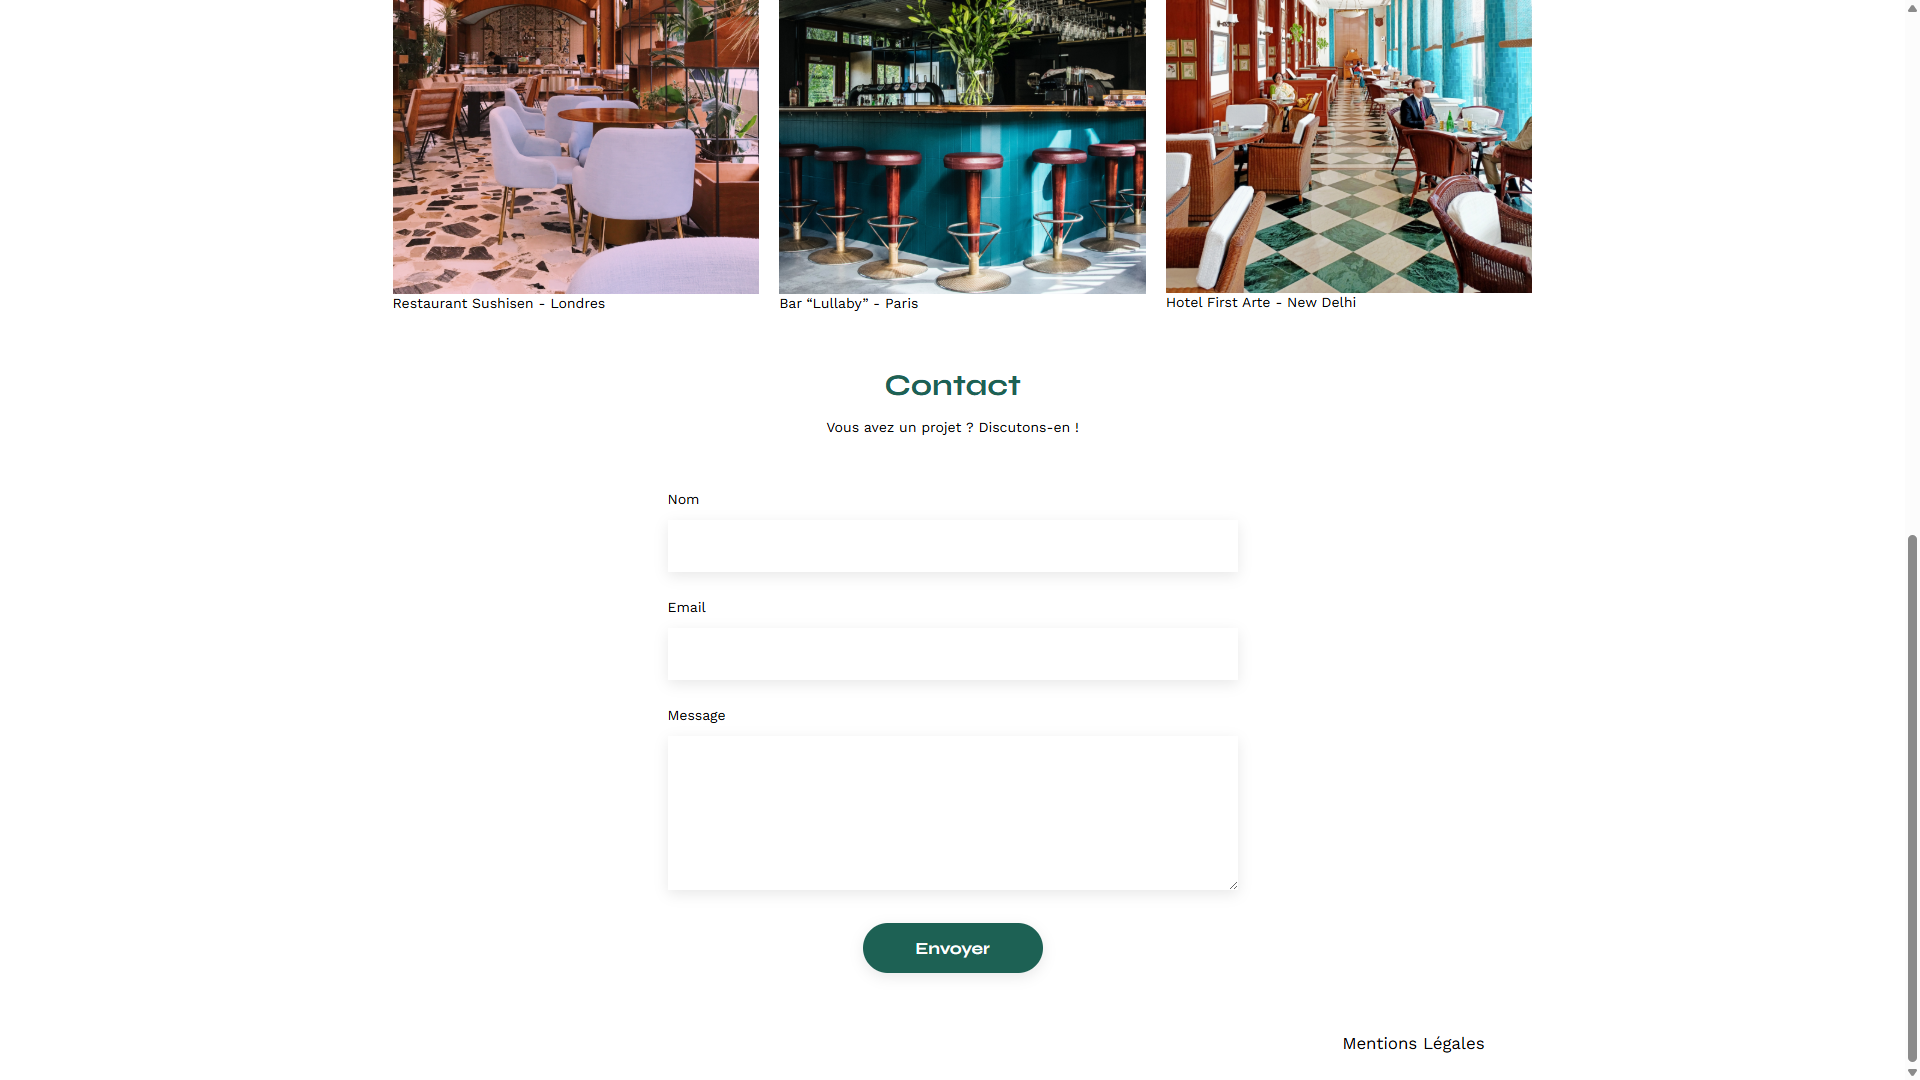 Restaurant Sushisen - Londres
Bar “Lullaby” - Paris
Hotel First Arte - New Delhi
Contact
Vous avez un projet ? Discutons-en !
Nom
Email
Message
Envoyer
Mentions Légales